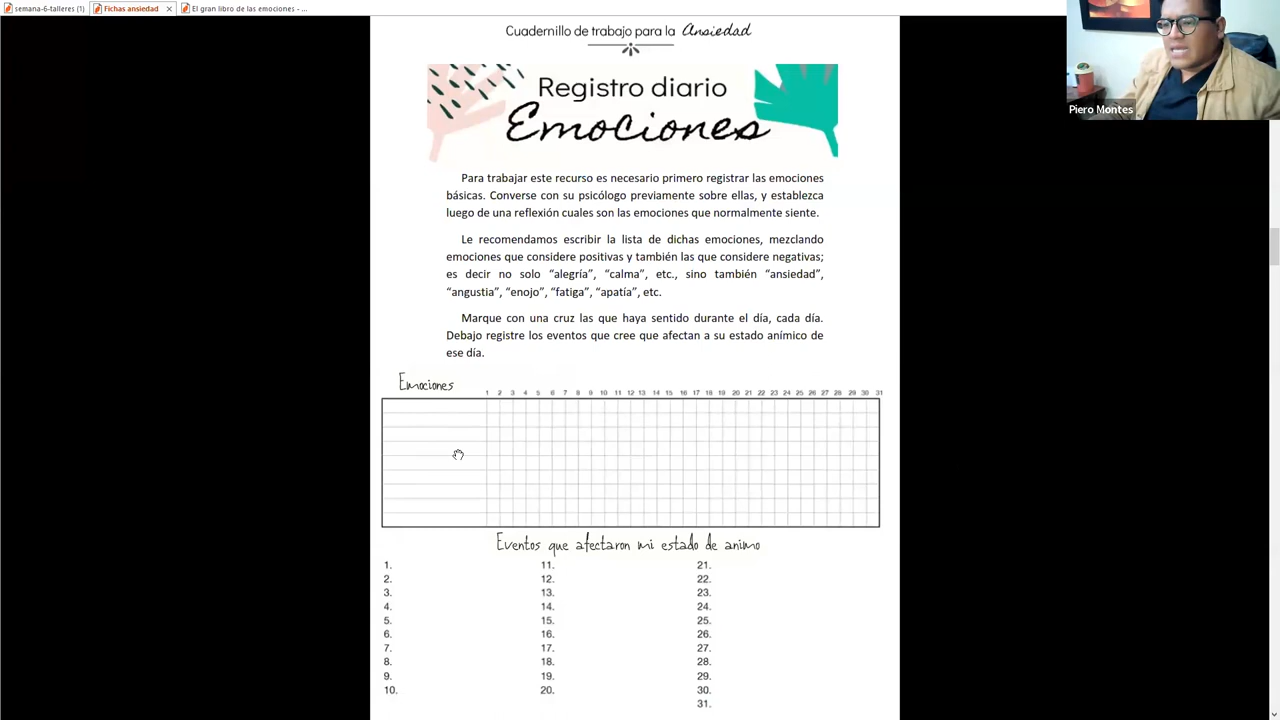 semana-6-talleres (1)
Fichas ansiedad
El gran libro de las emociones - ...
Piero Montes
Cuadernillo de trabajo para la Ansiedad
Registro diario
Emociones
Para trabajar este recurso es necesario primero registrar las emociones
básicas. Converse con su psicólogo previamente sobre ellas, y establezca
luego de una reflexión cuales son las emociones que normalmente siente.
Le recomendamos escribir la lista de dichas emociones, mezclando
emociones que considere positivas y también las que considere negativas;
es decir no solo “alegría”, “calma”, etc., sino también “ansiedad”,
“angustia”, “enojo”, “fatiga”, “apatía”, etc.
Marque con una cruz las que haya sentido durante el día, cada día.
Debajo registre los eventos que cree que afectan a su estado anímico de
ese día.
Emociones
1 2 3 4 5 6 7 8 9 10 11 12 13 14 15 16 17 18 19 20 21 22 23 24 25 26 27 28 29 30 31
Eventos que afectaron mi estado de animo
1. 11. 21.
2. 12. 22.
3. 13. 23.
4. 14. 24.
5. 15. 25.
6. 16. 26.
7. 17. 27.
8. 18. 28.
9. 19. 29.
10. 20. 30.
31.